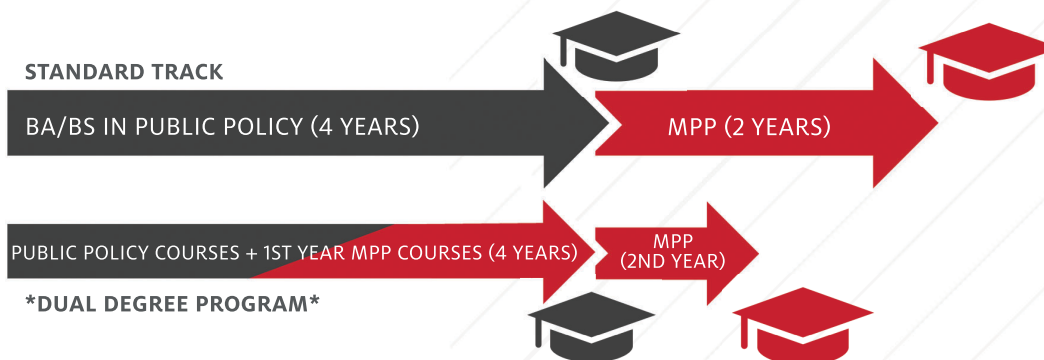 STANDARD TRACK
BA/BS IN PUBLIC POLICY (4 YEARS)
MPP (2 YEARS)
PUBLIC POLICY COURSES + 1ST YEAR MPP COURSES (4 YEARS)
MPP
(2ND YEAR)
*DUAL DEGREE PROGRAM*